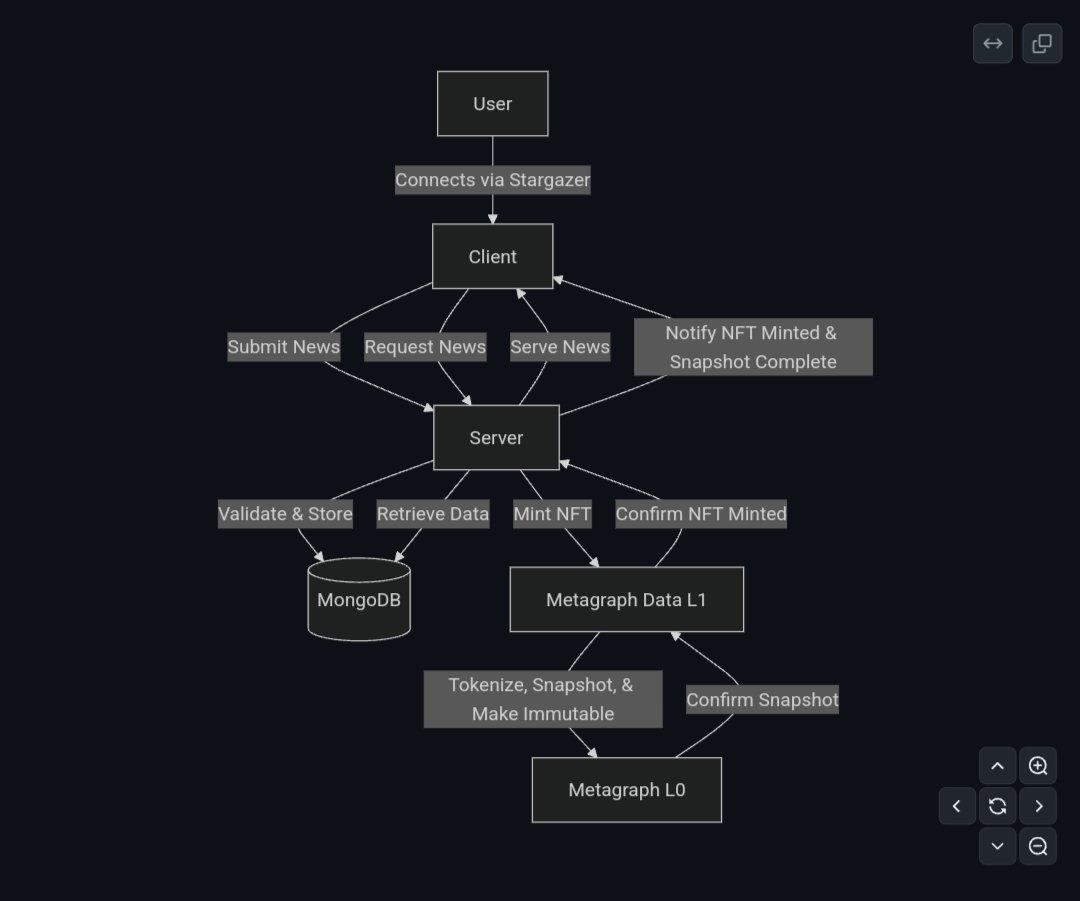 User
Connects via Stargazer
Client
Submit News
Request News
Serve News
Notify NFT Minted &
Snapshot Complete
Server
Validate & Store
Retrieve Data
Mint NFT
Confirm NFT Minted
MongoDB
Metagraph Data L1
Tokenize, Snapshot, &
Make Immutable
Confirm Snapshot
Metagraph L0